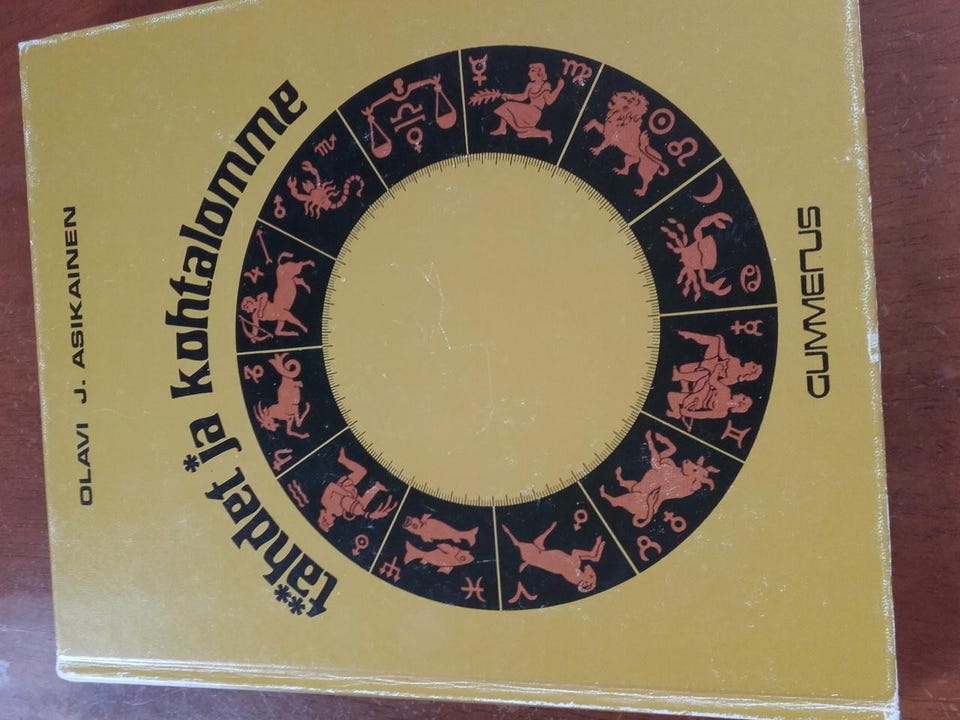 OLAVI J. ASIKAINEN
tähdet ja kohtalomme
GUMMERUS